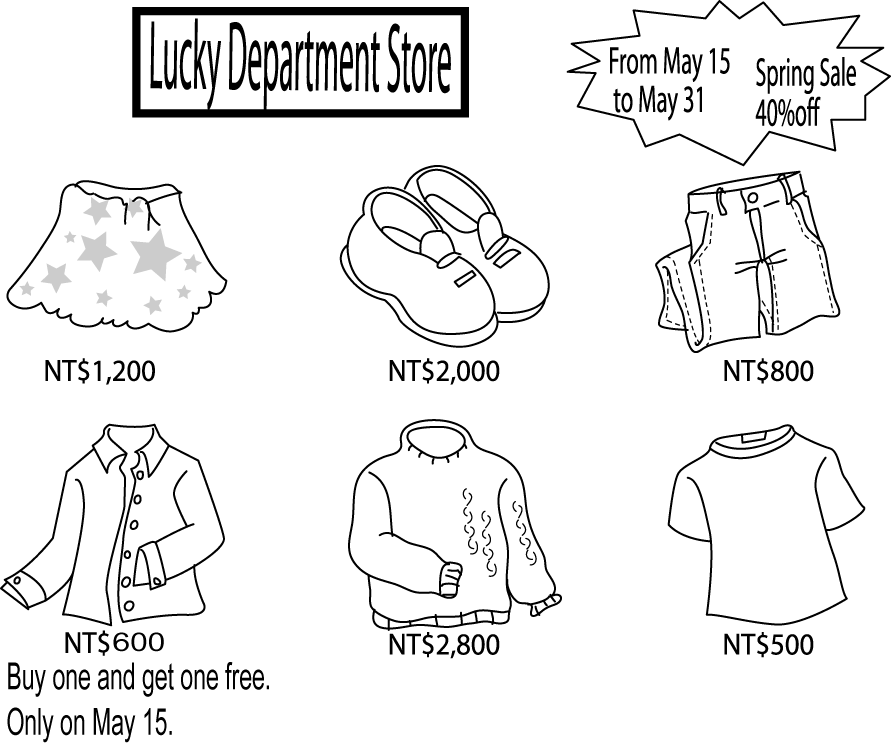 Lucky Department Store
From May 15
to May 31
Spring Sale
40%off
NT$1,200
NT$2,000
NT$800
NT$600
NT$2,800
NT$500
Buy one and get one free.
Only on May 15.